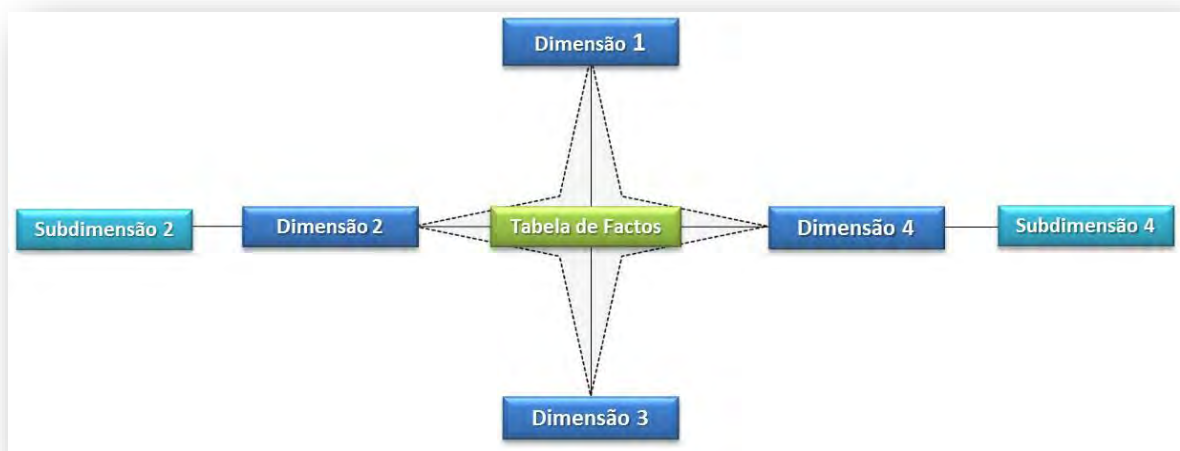 Dimensão 1
Subdimensão 2
Dimensão 2
Tabela de Factos
Dimensão 4
Subdimensão 4
Dimensão 3